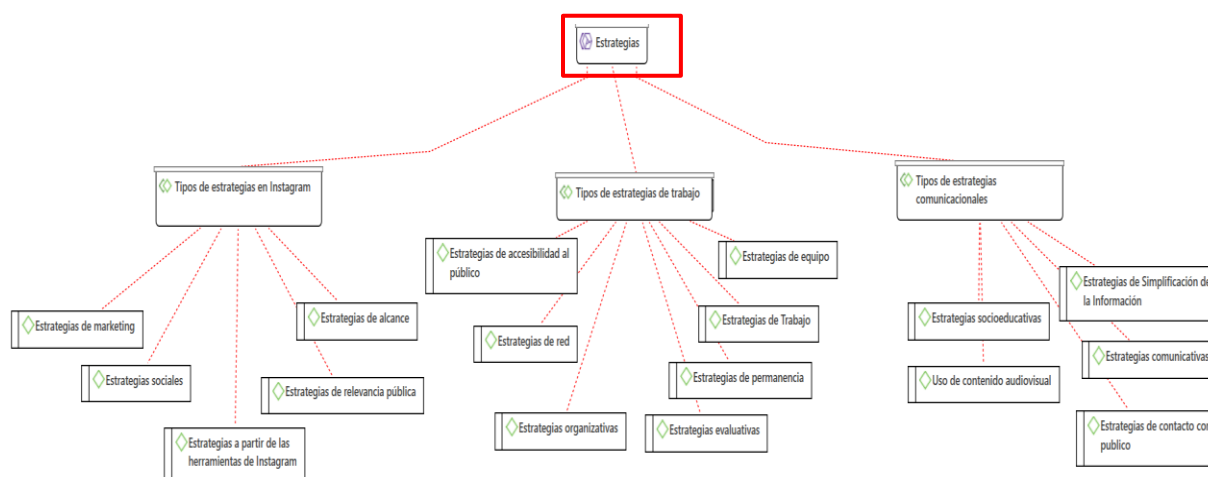 Estrategias
Tipos de estrategias en Instagram
Tipos de estrategias de trabajo
Tipos de estrategias
comunicacionales
Estrategias de marketing
Estrategias sociales
Estrategias a partir de las
herramientas de Instagram
Estrategias de relevancia pública
Estrategias de alcance
Estrategias de accesibilidad al
público
Estrategias de red
Estrategias organizativas
Estrategias evaluativas
Estrategias de permanencia
Estrategias de Trabajo
Estrategias de equipo
Estrategias socioeducativas
Uso de contenido audiovisual
Estrategias de Simplificación de
la Información
Estrategias comunicativas
Estrategias de contacto con
publico